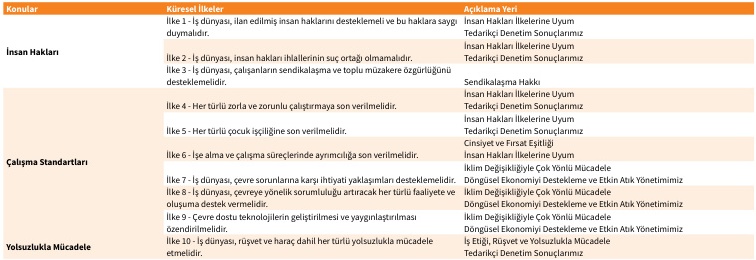 Konular Küresel İlkeler Açıklama Yeri
İlke 1 - İş dünyası, ilan edilmiş insan haklarını desteklemeli ve bu haklara saygı İnsan Hakları İlkelerine Uyum
duymalıdır. Tedarikçi Denetim Sonuçlarımız
İnsan Hakları İlkelerine Uyum
İnsan Hakları
İlke 2 - İş dünyası, insan hakları ihlallerinin suç ortağı olmamalıdır. Tedarikçi Denetim Sonuçlarımız
İlke 3 - İş dünyası, çalışanların sendikalaşma ve toplu müzakere özgürlüğünü
desteklemelidir. Sendikalaşma Hakkı
İnsan Hakları İlkelerine Uyum
İlke 4 - Her türlü zorla ve zorunlu çalıştırmaya son verilmelidir. Tedarikçi Denetim Sonuçlarımız
İnsan Hakları İlkelerine Uyum
İlke 5 - Her türlü çocuk işçiliğine son verilmelidir. Tedarikçi Denetim Sonuçlarımız
Cinsiyet ve Fırsat Eşitliği
İlke 6 - İşe alma ve çalışma süreçlerinde ayrımcılığa son verilmelidir. İnsan Hakları İlkelerine Uyum
Çalışma Standartları
İklim Değişikliğiyle Çok Yönlü Mücadele
İlke 7 - İş dünyası, çevre sorunlarına karşı ihtiyati yaklaşımları desteklemelidir. Döngüsel Ekonomiyi Destekleme ve Etkin Atık Yönetimimiz
İlke 8 - İş dünyası, çevreye yönelik sorumluluğu artıracak her türlü faaliyete ve İklim Değişikliğiyle Çok Yönlü Mücadele
oluşuma destek vermelidir. Döngüsel Ekonomiyi Destekleme ve Etkin Atık Yönetimimiz
İlke 9 - Çevre dostu teknolojilerin geliştirilmesi ve yaygınlaştırılması İklim Değişikliğiyle Çok Yönlü Mücadele
özendirilmelidir. Döngüsel Ekonomiyi Destekleme ve Etkin Atık Yönetimimiz
Yolsuzlukla Mücadele İlke 10 - İş dünyası, rüşvet ve haraç dahil her türlü yolsuzlukla mücadele İş Etiği, Rüşvet ve Yolsuzlukla Mücadele
etmelidir. Tedarikçi Denetim Sonuçlarımız